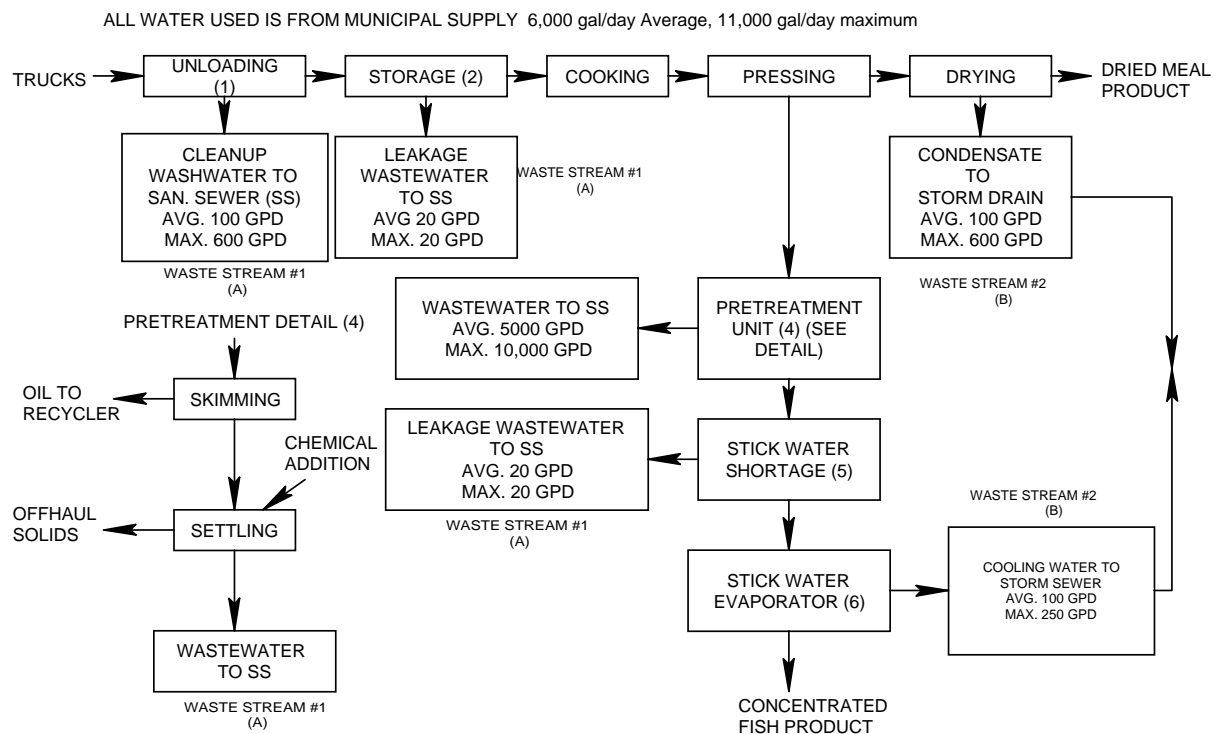 ALL WATER USED IS FROM MUNICIPAL SUPPLY 6,000 gal/day Average, 11,000 gal/day maximum
TRUCKS
UNLOADING
(1)
STORAGE (2)
COOKING
PRESSING
DRYING
DRIED MEAL
PRODUCT
CLEANUP
WASHWATER TO
SAN. SEWER (SS)
AVG. 100 GPD
MAX. 600 GPD
WASTE STREAM #1
(A)
LEAKAGE
WASTEWATER
TO SS
AVG 20 GPD
MAX. 20 GPD
WASTE STREAM #1
(A)
CONDENSATE
TO
STORM DRAIN
AVG. 100 GPD
MAX. 600 GPD
WASTE STREAM #2
(B)
WASTEWATER TO SS
AVG. 5000 GPD
MAX. 10,000 GPD
PRETREATMENT
UNIT (4) (SEE
DETAIL)
PRETREATMENT DETAIL (4)
OIL TO
RECYCLER
SKIMMING
CHEMICAL
ADDITION
OFFHAUL
SOLIDS
SETTLING
WASTEWATER
TO SS
WASTE STREAM #1
(A)
LEAKAGE WASTEWATER
TO SS
AVG. 20 GPD
MAX. 20 GPD
WASTE STREAM #1
(A)
STICK WATER
SHORTAGE (5)
STICK WATER
EVAPORATOR (6)
WASTE STREAM #2
(B)
COOLING WATER TO
STORM SEWER
AVG. 100 GPD
MAX. 250 GPD
CONCENTRATED
FISH PRODUCT